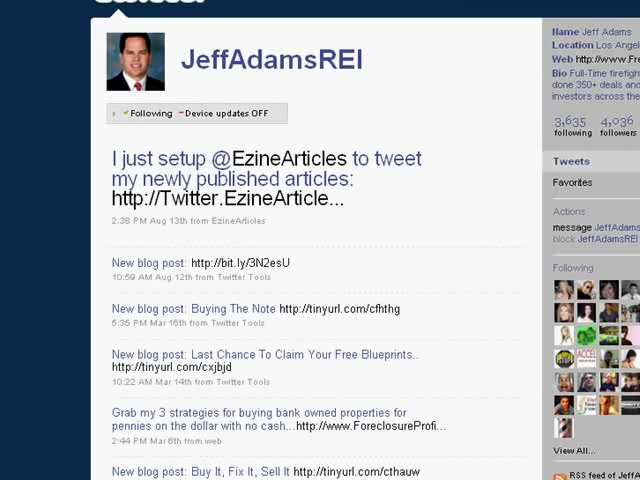 JeffAdamsREI
Following Device updates OFF
I just setup @EzineArticles to tweet
my newly published articles:
http://Twitter.EzineArticle...
2:38 PM Aug 13th from EzineArticles
New blog post: http://bit.ly/3N2esU
10:59 AM Aug 12th from Twitter Tools
New blog post: Buying The Note http://tinyurl.com/cfhthg
5:35 PM Mar 16th from Twitter Tools
New blog post: Last Chance To Claim Your Free Blueprints..
http://tinyurl.com/cxjbjd
10:22 AM Mar 14th from Twitter Tools
Grab my 3 strategies for buying bank owned properties for
pennies on the dollar with no cash...http://www.ForeclosureProfi...
2:44 PM Mar 6th from web
New blog post: Buy It, Fix It, Sell It http://tinyurl.com/cthauw
Name Jeff Adams
Location Los Angel
Web http://www.Fre
Bio Full-Time firefigh
done 350+ deals and
investors across the
3,635 4,036
following followers
Tweets
Favorites
Actions
message JeffAdams
block JeffAdamsREI
Following
View All...
RSS feed of JeffA